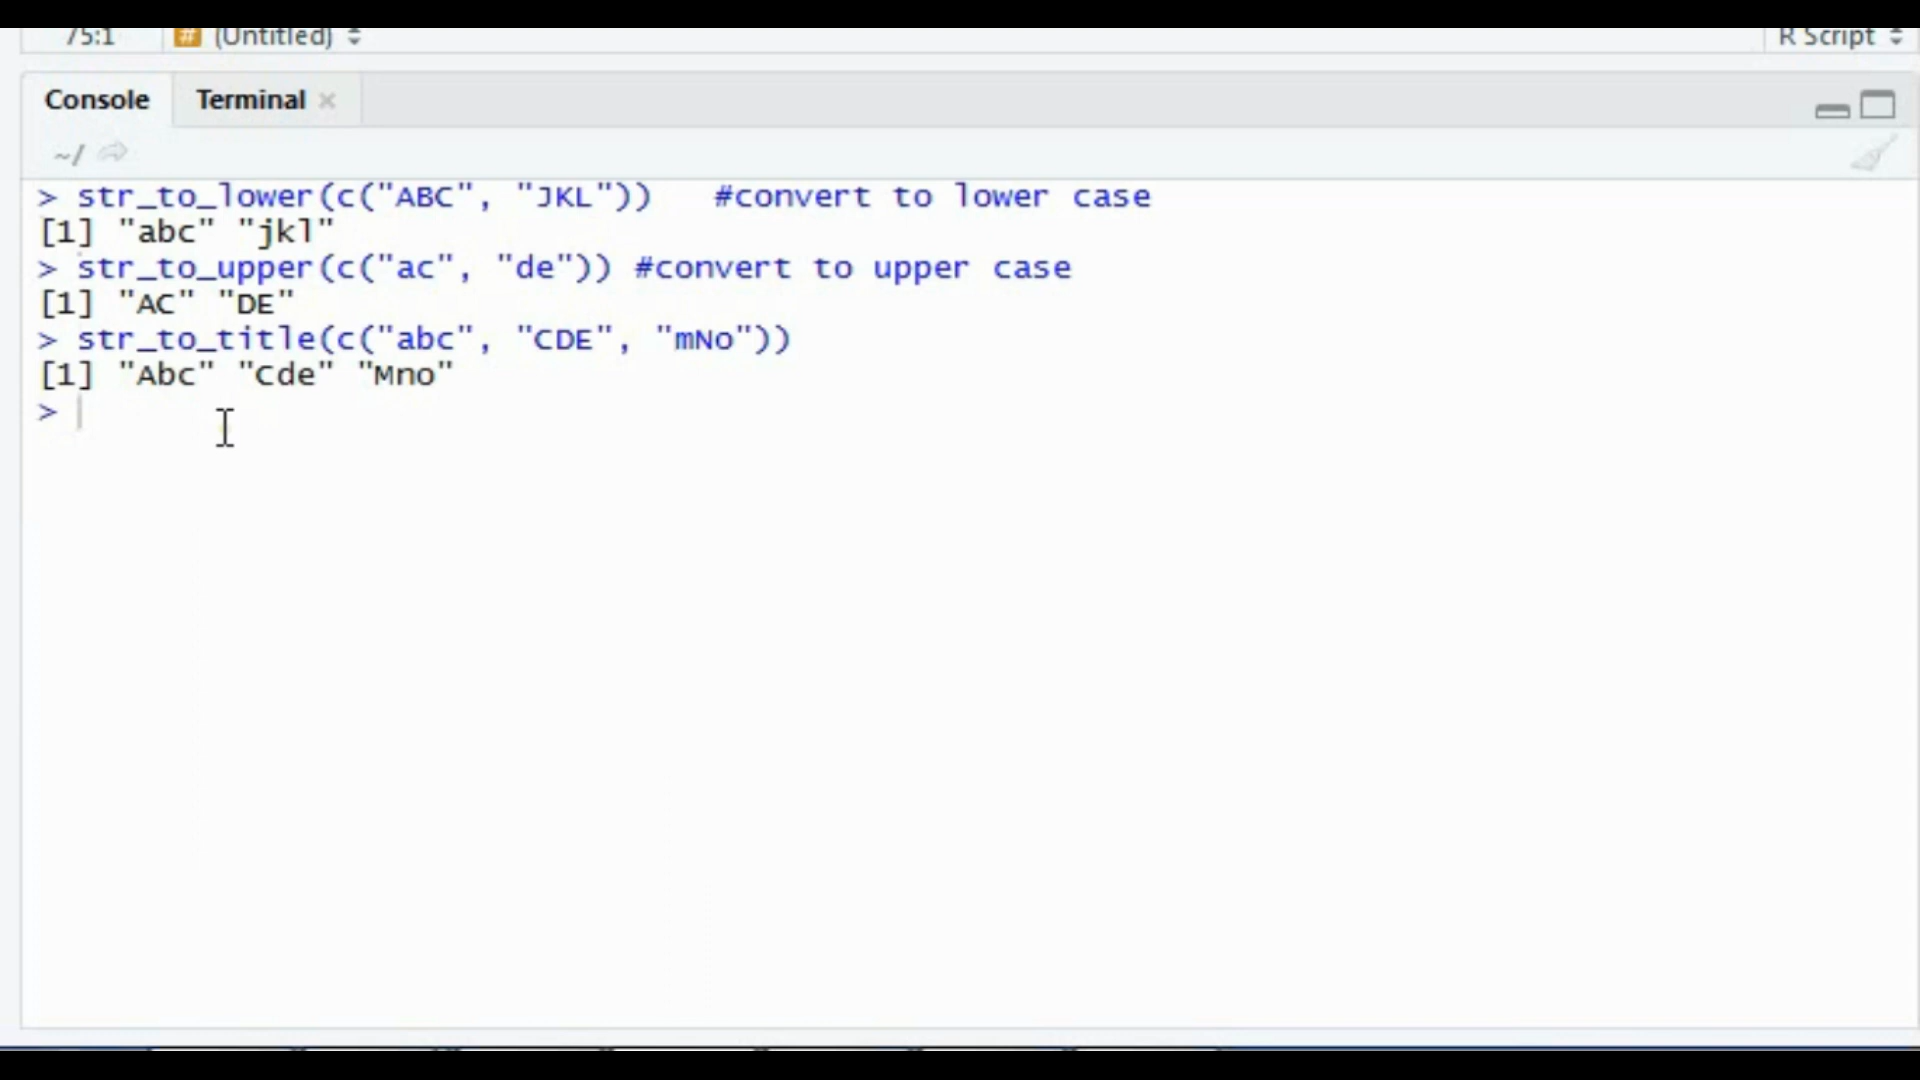 75:1 # (Untitled) R Script
Console Terminal
~/
> str_to_lower(c("ABC", "JKL"))   #convert to lower case
[1] "abc" "jkl"
> str_to_upper(c("ac", "de")) #convert to upper case
[1] "AC" "DE"
> str_to_title(c("abc", "CDE", "mNo"))
[1] "Abc" "Cde" "Mno"
>